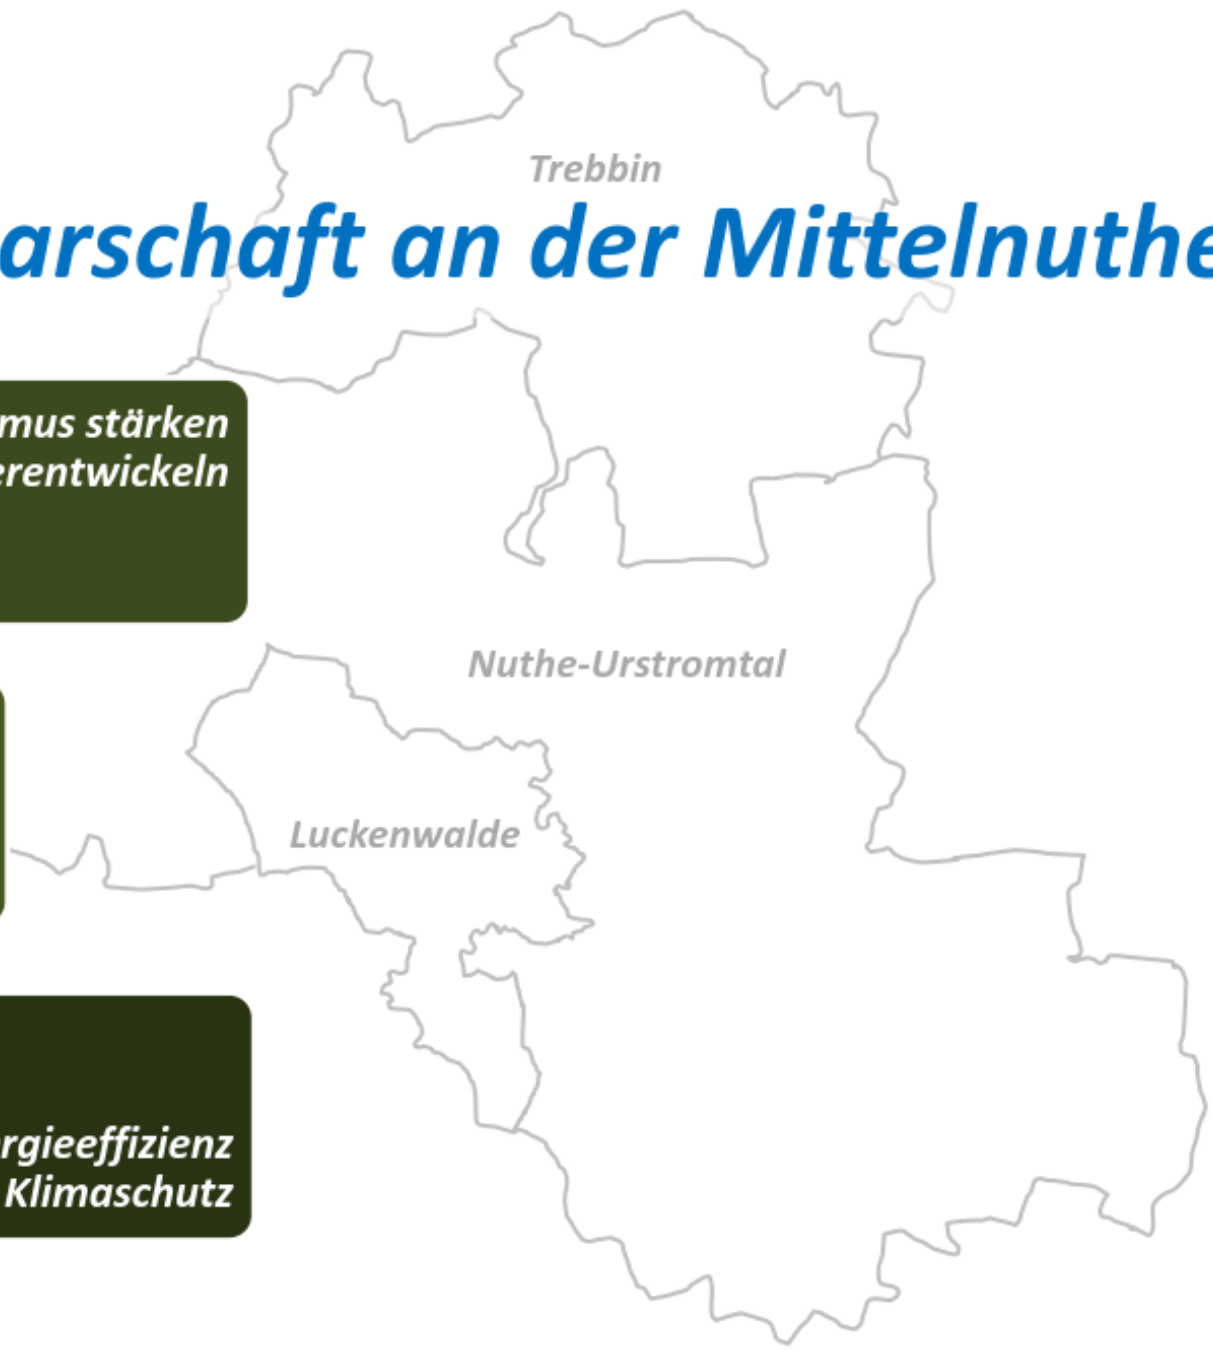 Trebbin
arschaft an der Mittelnuthe
mus stärken
erentwickeln
Nuthe-Urstromtal
Luckenwalde
rgieeffizienz
Klimaschutz